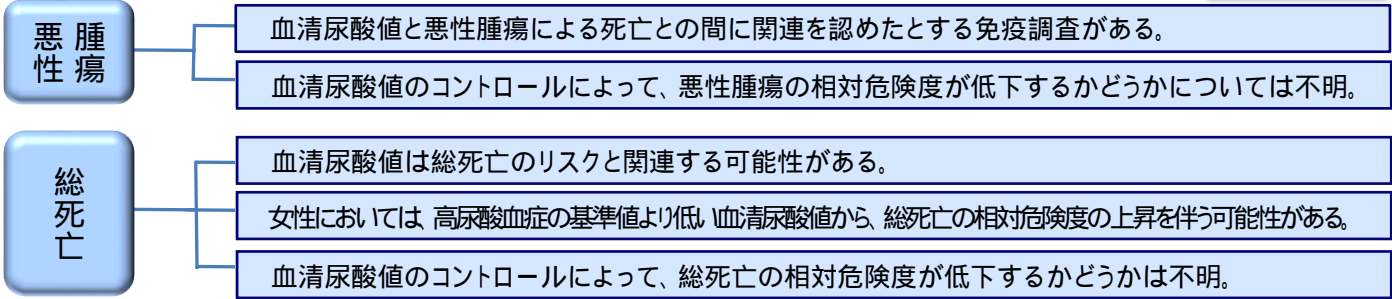 悪性腫瘍
血清尿酸値と悪性腫瘍による死亡との間に関連を認めたとする免疫調査がある。
血清尿酸値のコントロールによって、悪性腫瘍の相対危険度が低下するかどうかについては不明。
総死亡
血清尿酸値は総死亡のリスクと関連する可能性がある。
女性においては、高尿酸血症の基準値より低い血清尿酸値から、総死亡の相対危険度の上昇を伴う可能性がある。
血清尿酸値のコントロールによって、総死亡の相対危険度が低下するかどうかは不明。